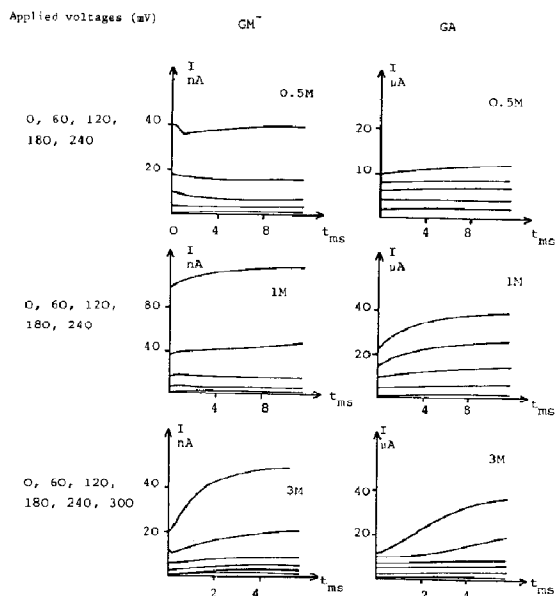 Applied voltages (mV)
GM⁻
GA
I
nA
0.5M
40
20
0, 60, 120,
180, 240
0 4 8 t ms
I
µA
0.5M
20
10
4 8 t ms
I
nA
1M
80
40
0, 60, 120,
180, 240
4 8 t ms
I
µA
1M
40
20
4 8 t ms
I
nA
3M
40
20
0, 60, 120,
180, 240, 300
2 4 t ms
I
µA
3M
40
20
2 4 t ms